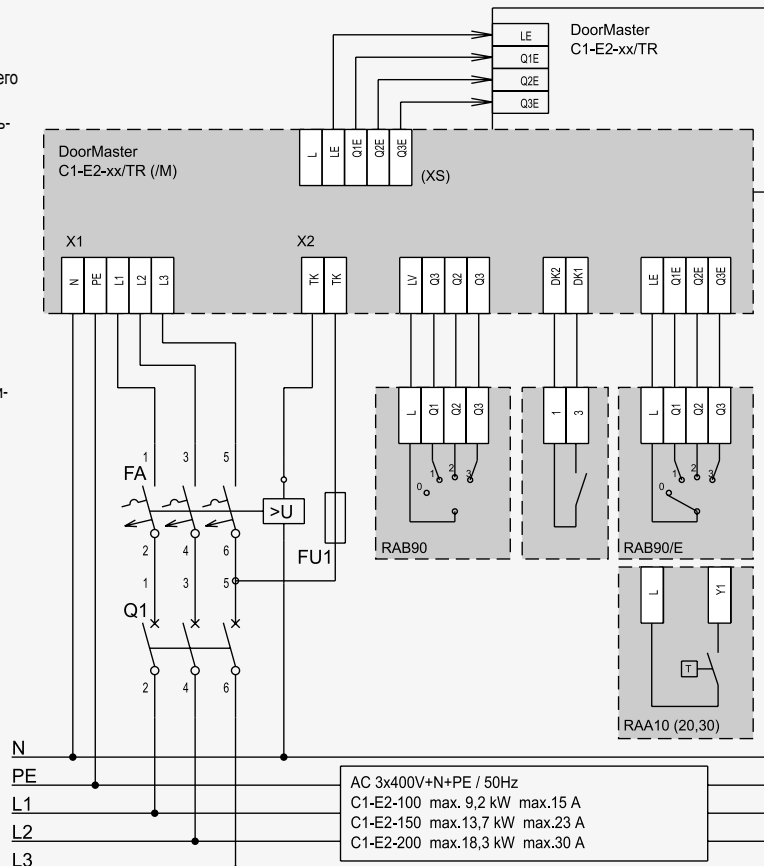 его
ь-
и-
DoorMaster
C1-E2-xx/TR
LE
Q1E
Q2E
Q3E
DoorMaster
C1-E2-xx/TR (/M)
L LE Q1E Q2E Q3E
(XS)
X1
X2
N PE L1 L2 L3
TK TK
LV Q3 Q2 Q3
DK2 DK1
LE Q1E Q2E Q3E
L Q1 Q2 Q3
1 3
L Q1 Q2 Q3
0 1 2 3
0 1 2 3
RAB90
RAB90/E
1 3 5
FA
>U
FU1
2 4 6
1 3 5
Q1
2 4 6
L Y1
T
RAA10 (20,30)
N
PE
L1
L2
L3
AC 3x400V+N+PE / 50Hz
C1-E2-100 max. 9,2 kW max.15 A
C1-E2-150 max.13,7 kW max.23 A
C1-E2-200 max.18,3 kW max.30 A